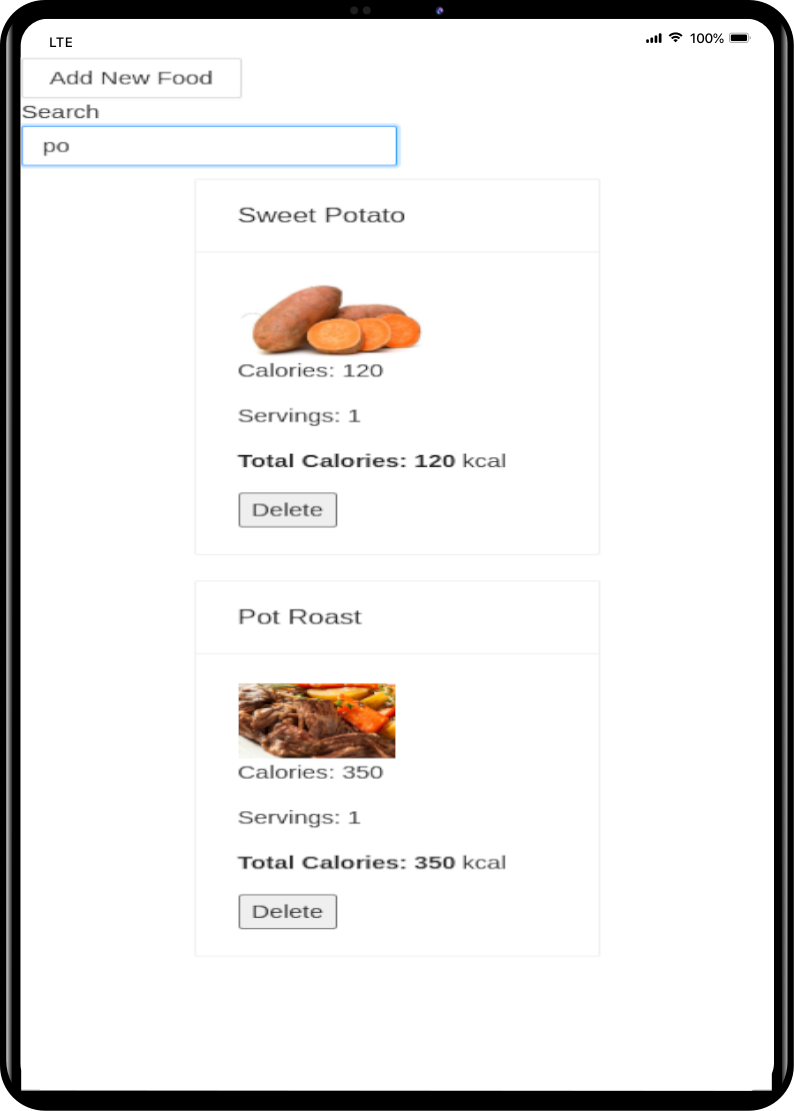 LTE
100%
Add New Food
Search
po
Sweet Potato
Calories: 120
Servings: 1
Total Calories: 120 kcal
Delete
Pot Roast
Calories: 350
Servings: 1
Total Calories: 350 kcal
Delete